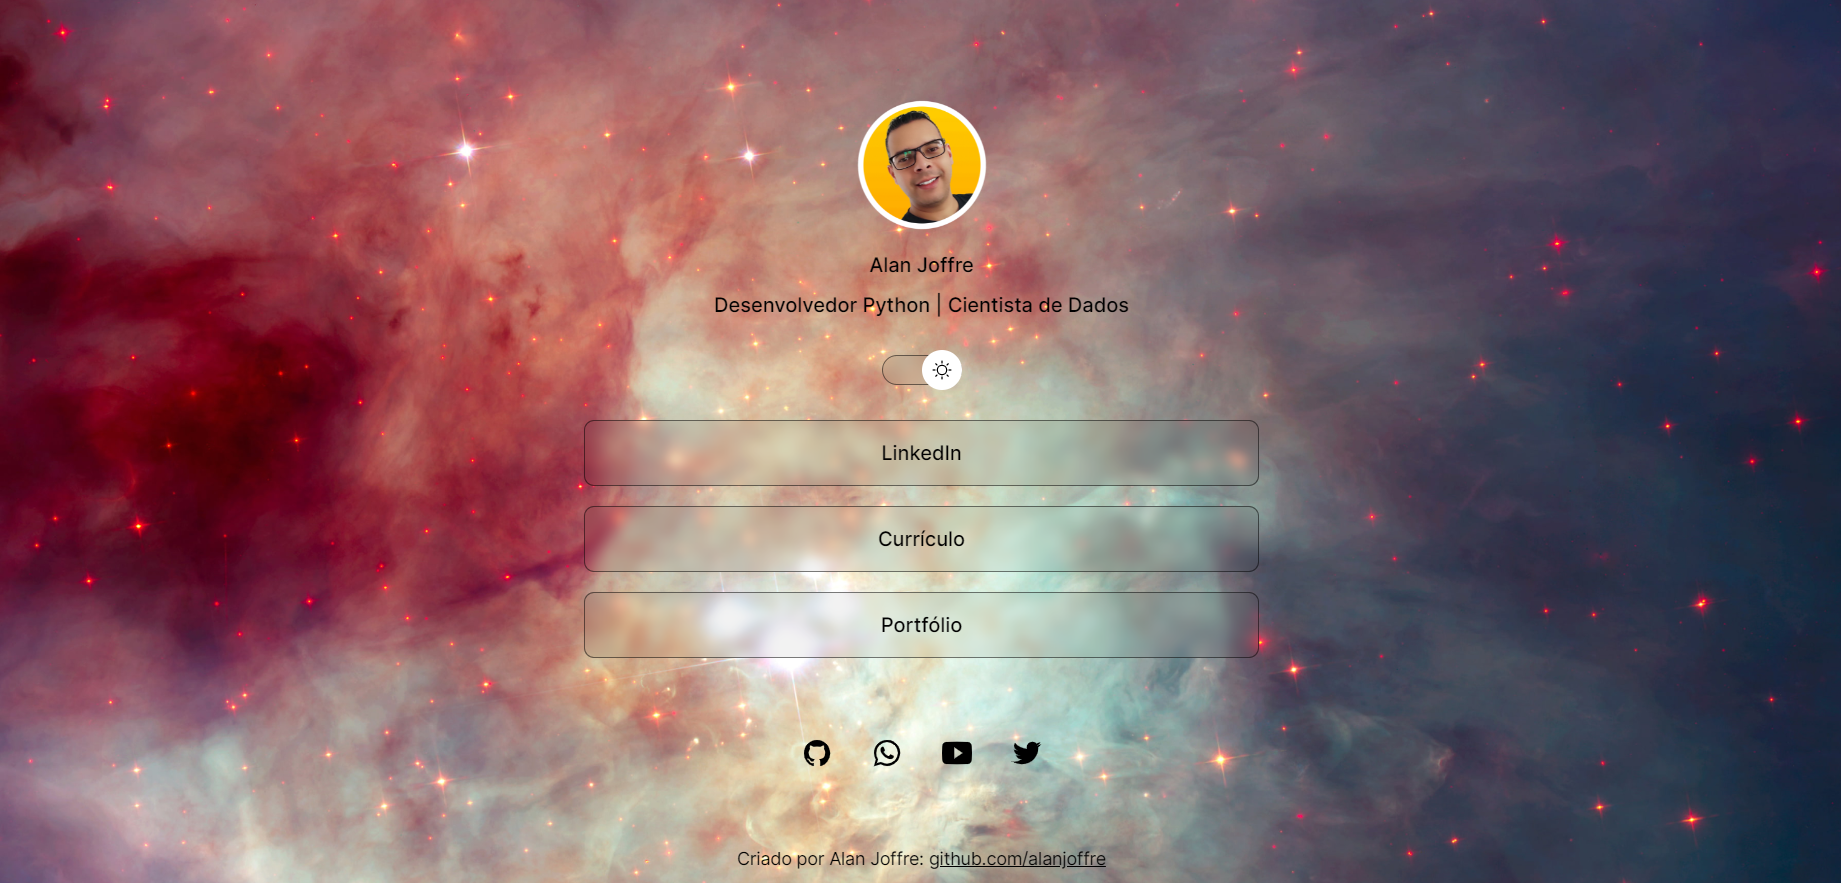 Alan Joffre
Desenvolvedor Python | Cientista de Dados
LinkedIn
Currículo
Portfólio
Criado por Alan Joffre: github.com/alanjoffre